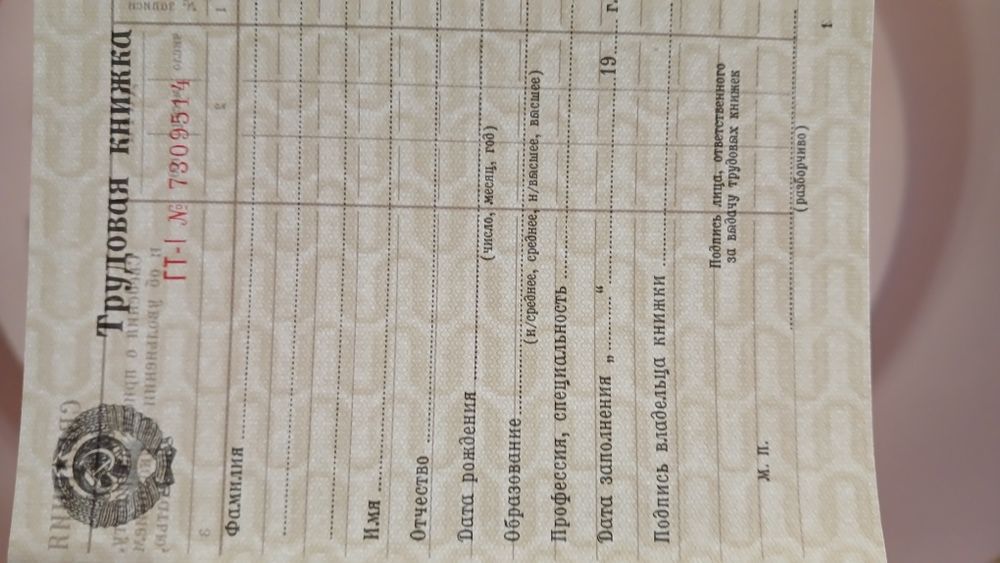 Трудовая книжка
ГТ-I № 7309514
Фамилия
Имя
Отчество
Дата рождения
(число, месяц, год)
Образование
(н/среднее, среднее, н/высшее, высшее)
Профессия, специальность
Дата заполнения „ “ 19 г.
Подпись владельца книжки
Подпись лица, ответственного
за выдачу трудовых книжек
М. П.
(разборчиво)
1